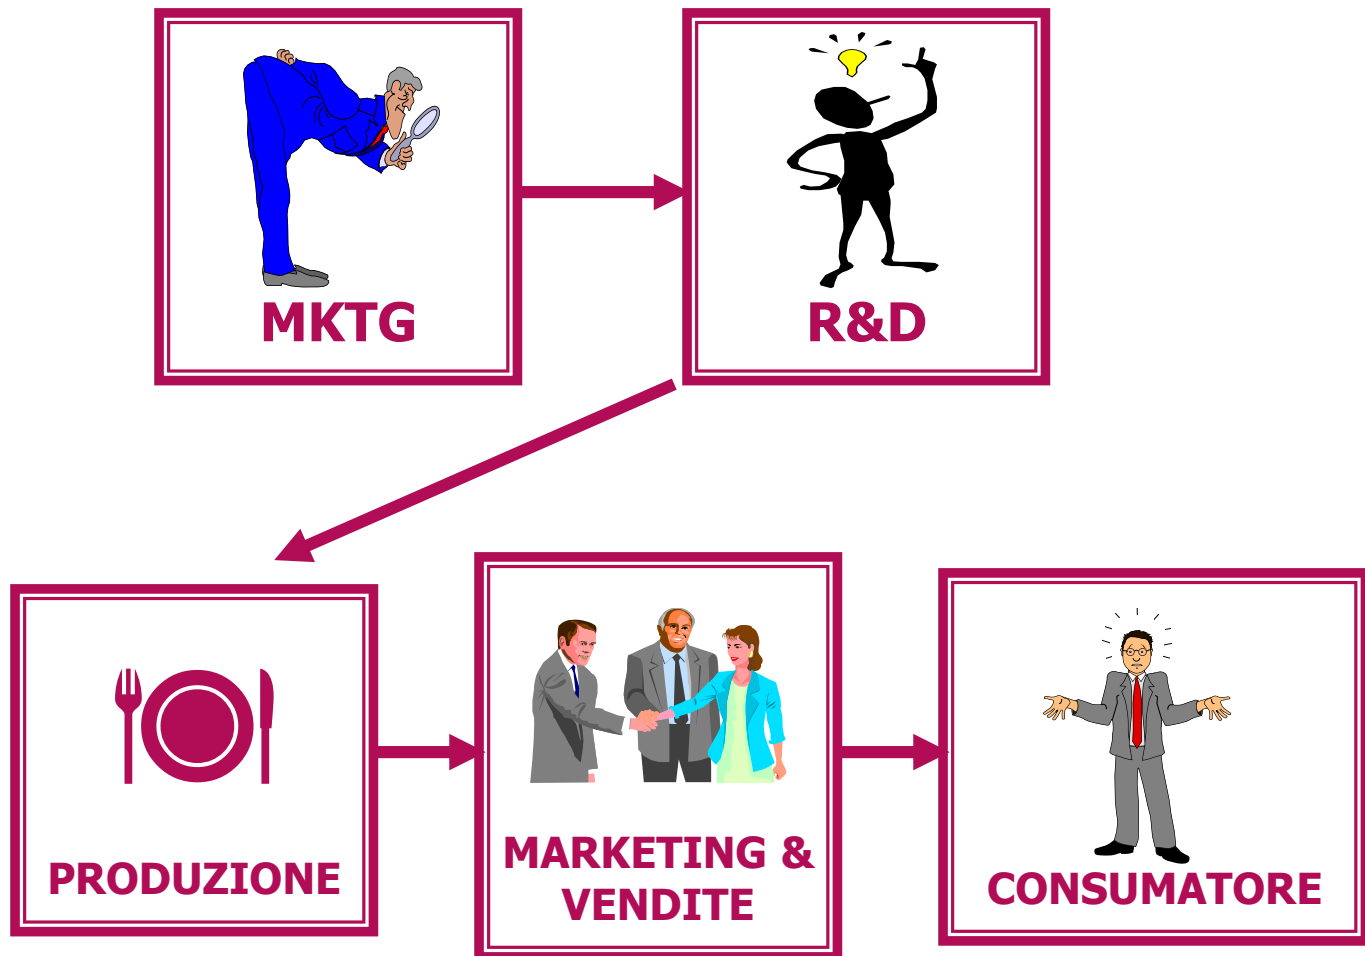 MKTG
R&D
PRODUZIONE
MARKETING &
VENDITE
CONSUMATORE